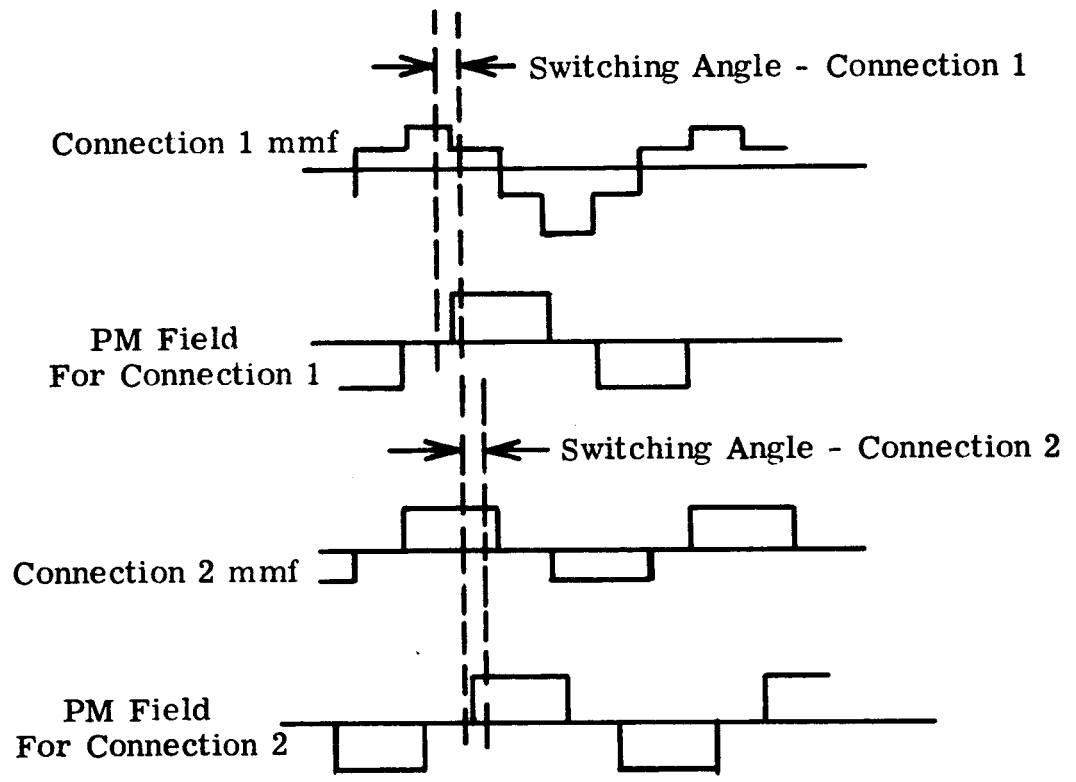 Switching Angle - Connection 1
Connection 1 mmf
PM Field
For Connection 1
Switching Angle - Connection 2
Connection 2 mmf
PM Field
For Connection 2